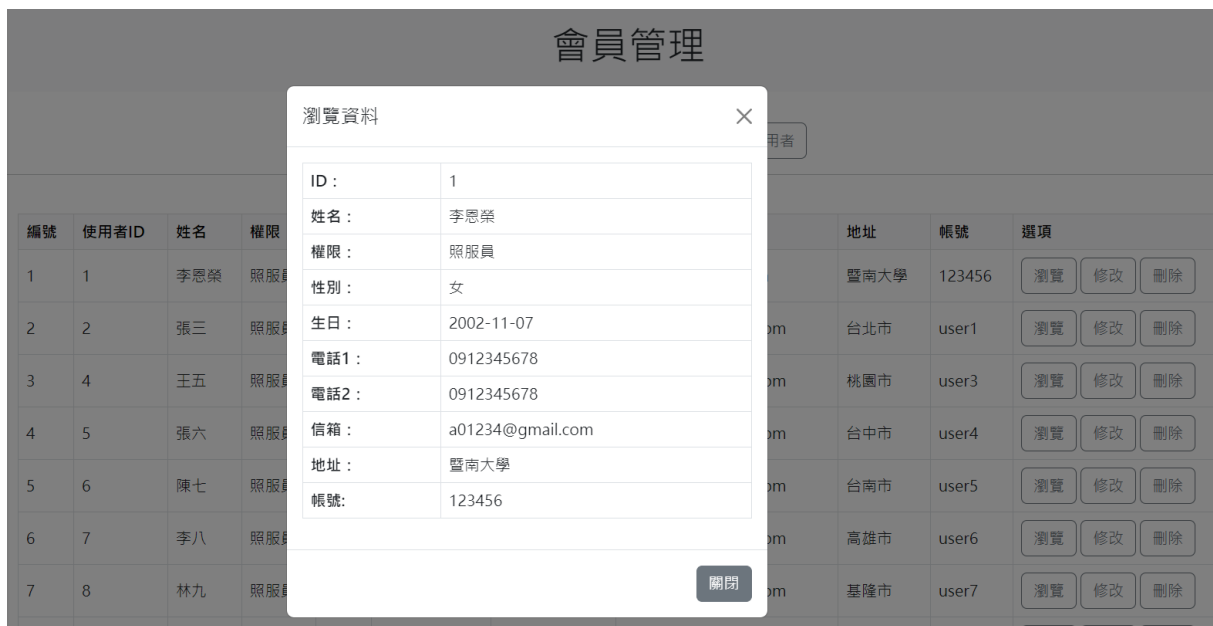 會員管理
瀏覽資料
用者
ID： 1
姓名： 李恩榮
權限： 照服員
性別： 女
生日： 2002-11-07
電話1： 0912345678
電話2： 0912345678
信箱： a01234@gmail.com
地址： 暨南大學
帳號: 123456
關閉
編號 使用者ID 姓名 權限 地址 帳號 選項
1 1 李恩榮 照服員 暨南大學 123456 瀏覽 修改 刪除
2 2 張三 照服員 om 台北市 user1 瀏覽 修改 刪除
3 4 王五 照服員 om 桃園市 user3 瀏覽 修改 刪除
4 5 張六 照服員 om 台中市 user4 瀏覽 修改 刪除
5 6 陳七 照服員 om 台南市 user5 瀏覽 修改 刪除
6 7 李八 照服員 om 高雄市 user6 瀏覽 修改 刪除
7 8 林九 照服員 om 基隆市 user7 瀏覽 修改 刪除